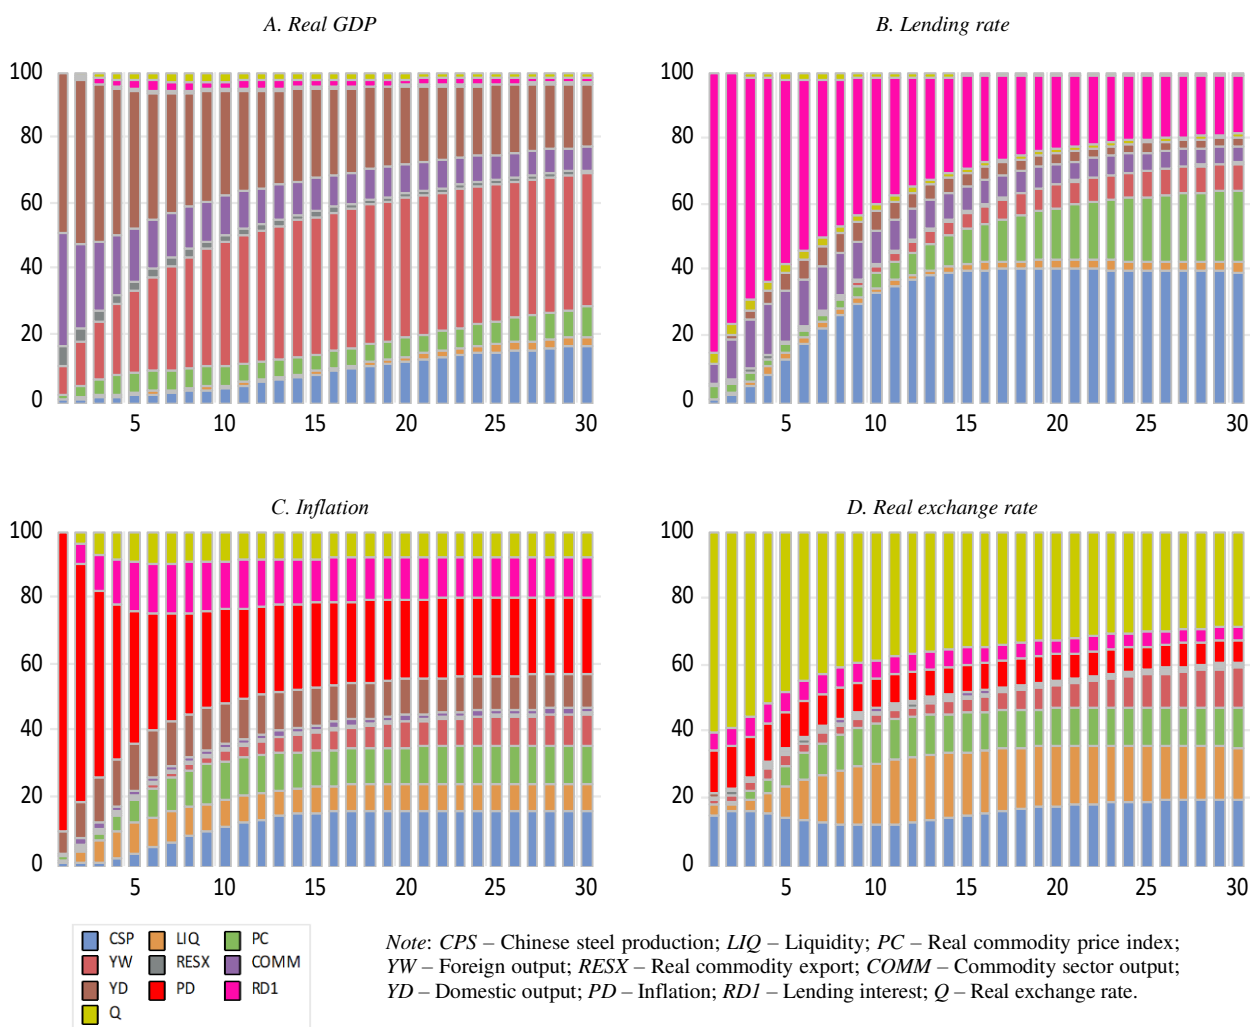 A. Real GDP
B. Lending rate
100
80
60
40
20
0
5 10 15 20 25 30
100
80
60
40
20
0
5 10 15 20 25 30
C. Inflation
D. Real exchange rate
100
80
60
40
20
0
5 10 15 20 25 30
100
80
60
40
20
0
5 10 15 20 25 30
CSP LIQ PC
YW RESX COMM
YD PD RD1
Q
Note: CPS – Chinese steel production; LIQ – Liquidity; PC – Real commodity price index;
YW – Foreign output; RESX – Real commodity export; COMM – Commodity sector output;
YD – Domestic output; PD – Inflation; RD1 – Lending interest; Q – Real exchange rate.